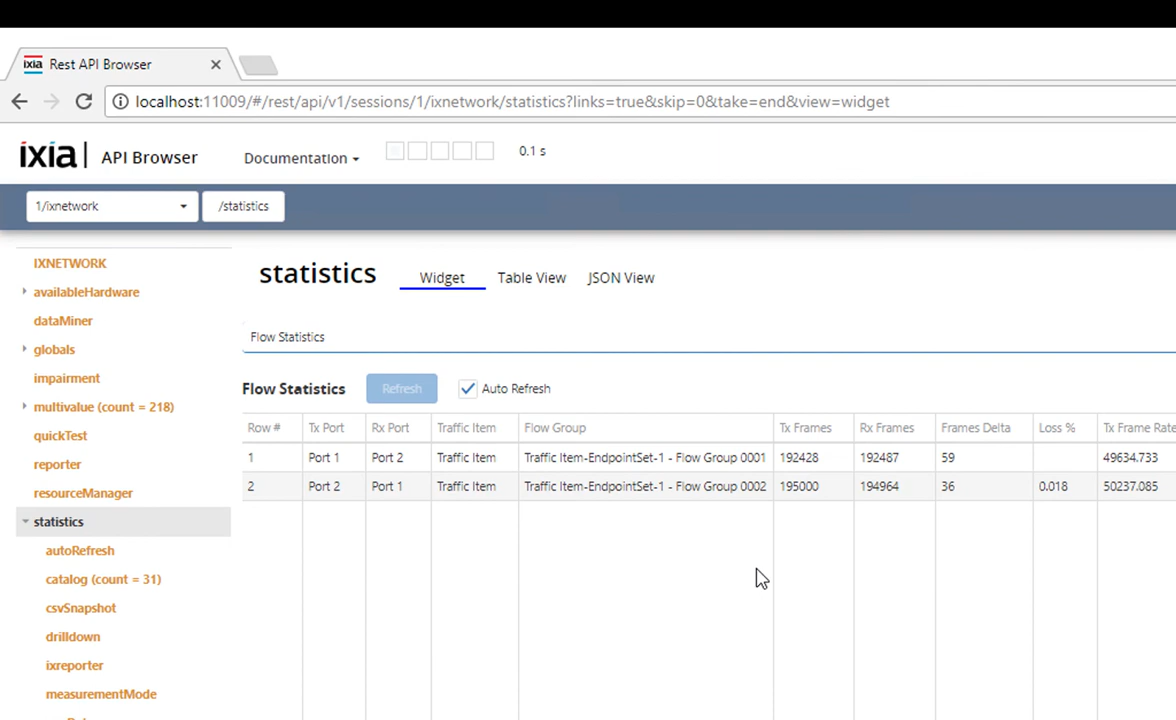 ixia Rest API Browser
localhost:11009/#/rest/api/v1/sessions/1/ixnetwork/statistics?links=true&skip=0&take=end&view=widget
ixia API Browser Documentation 0.1 s
1/ixnetwork /statistics
IXNETWORK
availableHardware
dataMiner
globals
impairment
multivalue (count = 218)
quickTest
reporter
resourceManager
statistics
autoRefresh
catalog (count = 31)
csvSnapshot
drilldown
ixreporter
measurementMode
statistics Widget Table View JSON View
Flow Statistics
Flow Statistics Refresh Auto Refresh
Row # Tx Port Rx Port Traffic Item Flow Group Tx Frames Rx Frames Frames Delta Loss % Tx Frame Rate
1 Port 1 Port 2 Traffic Item Traffic Item-EndpointSet-1 - Flow Group 0001 192428 192487 59 49634.733
2 Port 2 Port 1 Traffic Item Traffic Item-EndpointSet-1 - Flow Group 0002 195000 194964 36 0.018 50237.085